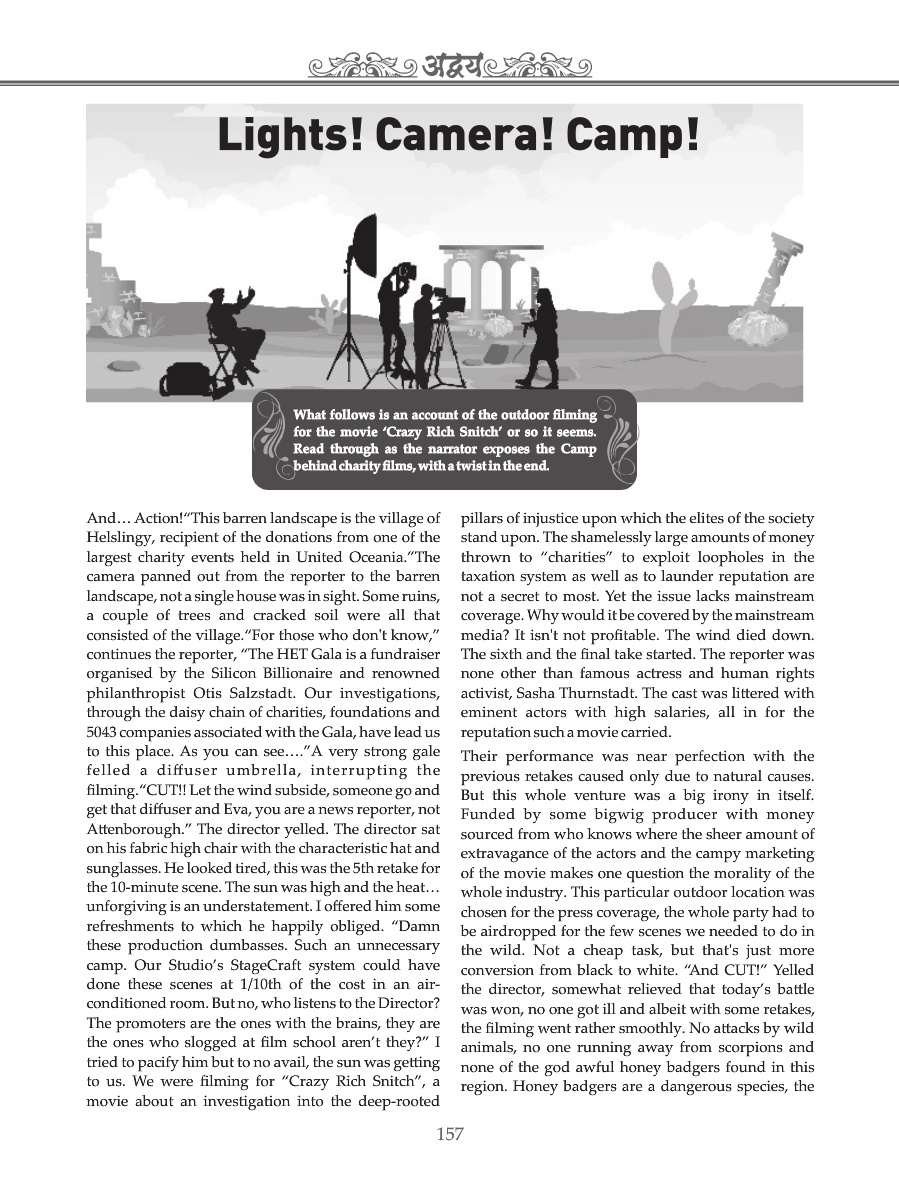 अद्वय
Lights! Camera! Camp!
What follows is an account of the outdoor filming
for the movie ‘Crazy Rich Snitch’ or so it seems.
Read through as the narrator exposes the Camp
behind charity films, with a twist in the end.
And… Action!“This barren landscape is the village of
Helslingy, recipient of the donations from one of the
largest charity events held in United Oceania.”The
camera panned out from the reporter to the barren
landscape, not a single house was in sight. Some ruins,
a couple of trees and cracked soil were all that
consisted of the village.“For those who don't know,”
continues the reporter, “The HET Gala is a fundraiser
organised by the Silicon Billionaire and renowned
philanthropist Otis Salzstadt. Our investigations,
through the daisy chain of charities, foundations and
5043 companies associated with the Gala, have lead us
to this place. As you can see….”A very strong gale
felled a diffuser umbrella, interrupting the
filming.“CUT!! Let the wind subside, someone go and
get that diffuser and Eva, you are a news reporter, not
Attenborough.” The director yelled. The director sat
on his fabric high chair with the characteristic hat and
sunglasses. He looked tired, this was the 5th retake for
the 10-minute scene. The sun was high and the heat…
unforgiving is an understatement. I offered him some
refreshments to which he happily obliged. “Damn
these production dumbasses. Such an unnecessary
camp. Our Studio’s StageCraft system could have
done these scenes at 1/10th of the cost in an air-
conditioned room. But no, who listens to the Director?
The promoters are the ones with the brains, they are
the ones who slogged at film school aren’t they?” I
tried to pacify him but to no avail, the sun was getting
to us. We were filming for “Crazy Rich Snitch”, a
movie about an investigation into the deep-rooted
pillars of injustice upon which the elites of the society
stand upon. The shamelessly large amounts of money
thrown to “charities” to exploit loopholes in the
taxation system as well as to launder reputation are
not a secret to most. Yet the issue lacks mainstream
coverage. Why would it be covered by the mainstream
media? It isn't not profitable. The wind died down.
The sixth and the final take started. The reporter was
none other than famous actress and human rights
activist, Sasha Thurnstadt. The cast was littered with
eminent actors with high salaries, all in for the
reputation such a movie carried.
Their performance was near perfection with the
previous retakes caused only due to natural causes.
But this whole venture was a big irony in itself.
Funded by some bigwig producer with money
sourced from who knows where the sheer amount of
extravagance of the actors and the campy marketing
of the movie makes one question the morality of the
whole industry. This particular outdoor location was
chosen for the press coverage, the whole party had to
be airdropped for the few scenes we needed to do in
the wild. Not a cheap task, but that's just more
conversion from black to white. “And CUT!” Yelled
the director, somewhat relieved that today’s battle
was won, no one got ill and albeit with some retakes,
the filming went rather smoothly. No attacks by wild
animals, no one running away from scorpions and
none of the god awful honey badgers found in this
region. Honey badgers are a dangerous species, the
157